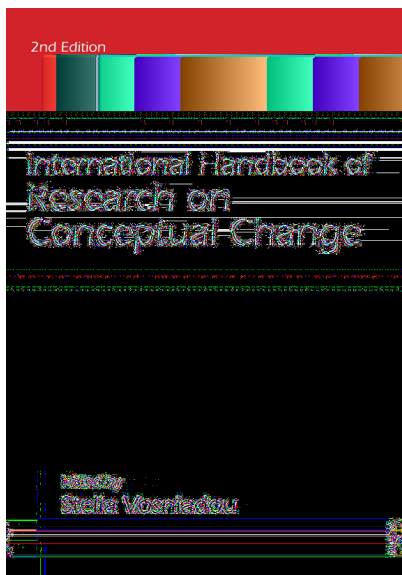 2nd Edition
International Handbook of
Research on
Conceptual Change
Edited by
Stella Vosniadou